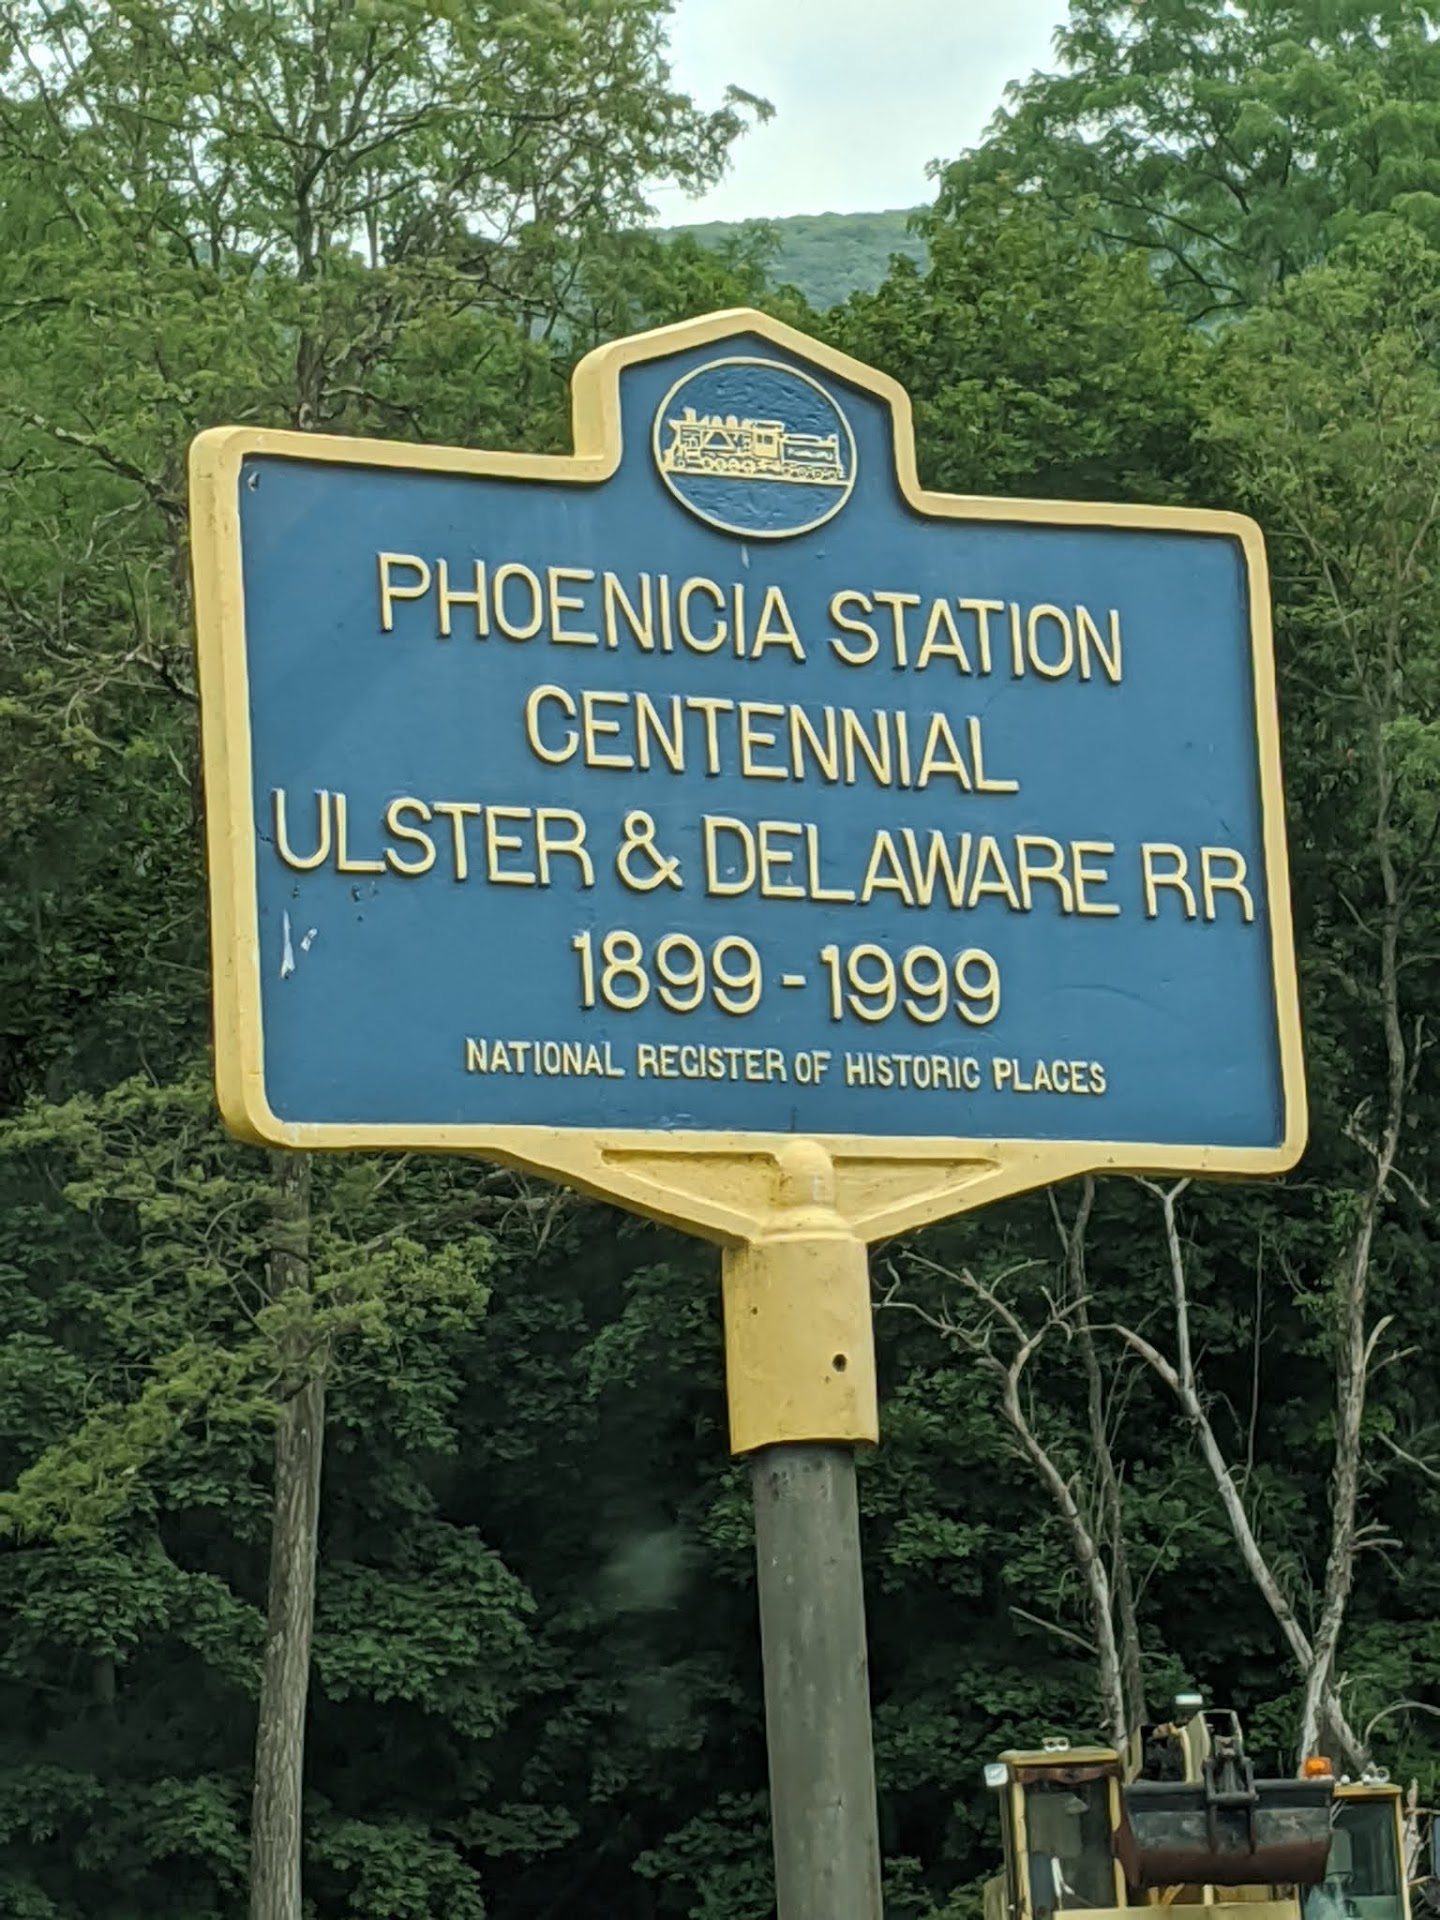 PHOENICIA STATION
CENTENNIAL
ULSTER & DELAWARE RR
1899-1999
NATIONAL REGISTER OF HISTORIC PLACES